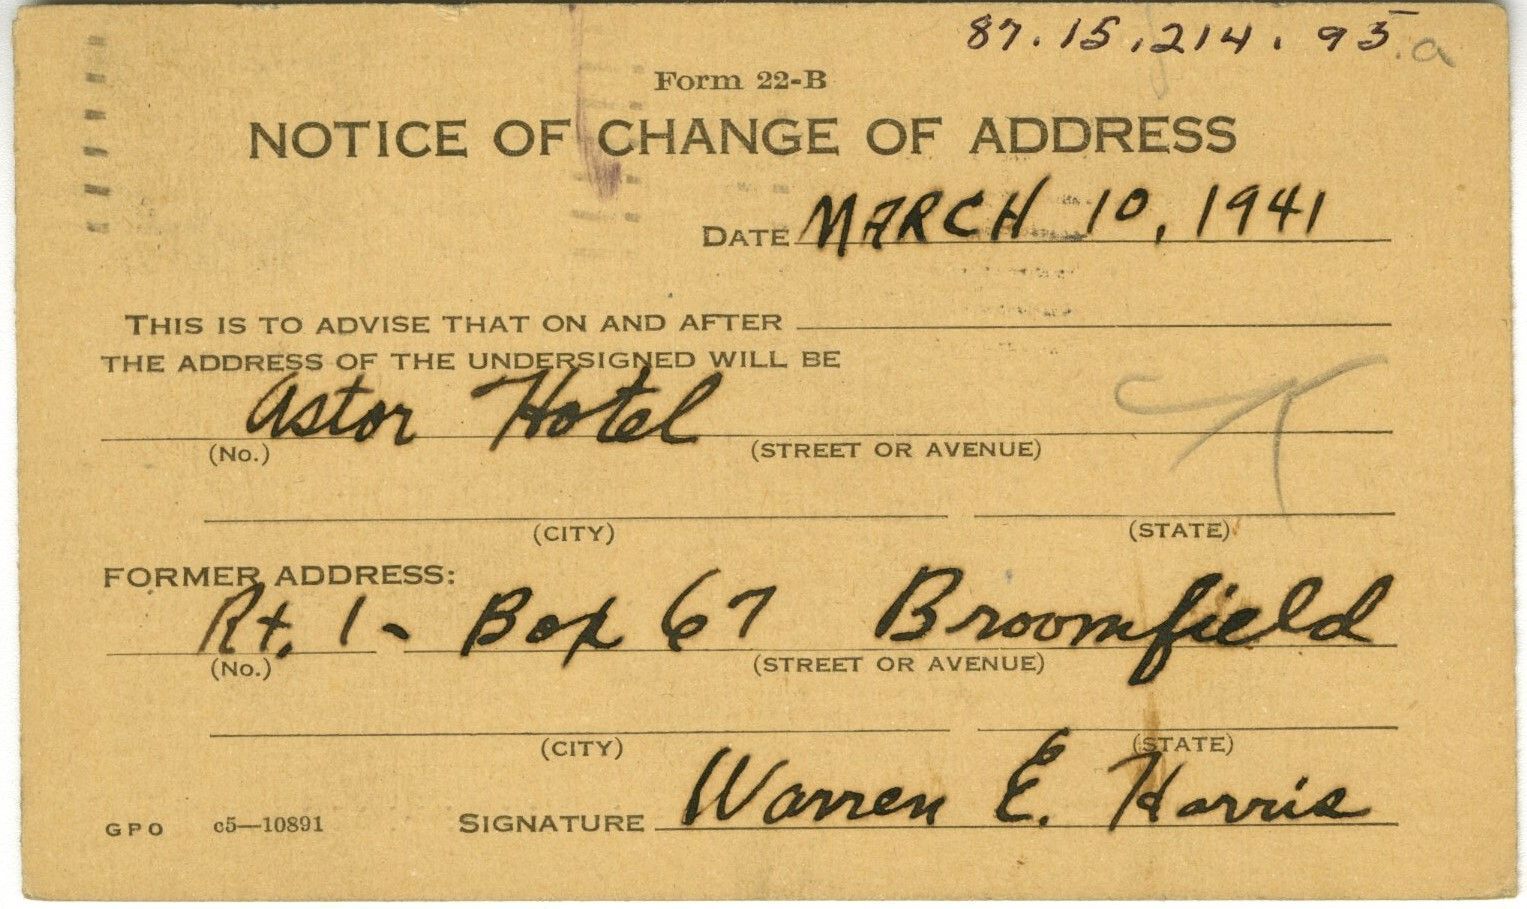 87.15.214.95.a
Form 22-B
NOTICE OF CHANGE OF ADDRESS
DATE MARCH 10, 1941
THIS IS TO ADVISE THAT ON AND AFTER
THE ADDRESS OF THE UNDERSIGNED WILL BE
Astor Hotel
(No.) (STREET OR AVENUE)
(CITY) (STATE)
FORMER ADDRESS:
Rt. 1 - Box 67 Broomfield
(No.) (STREET OR AVENUE)
(CITY) (STATE)
GPO c5—10891 SIGNATURE Warren E. Harris